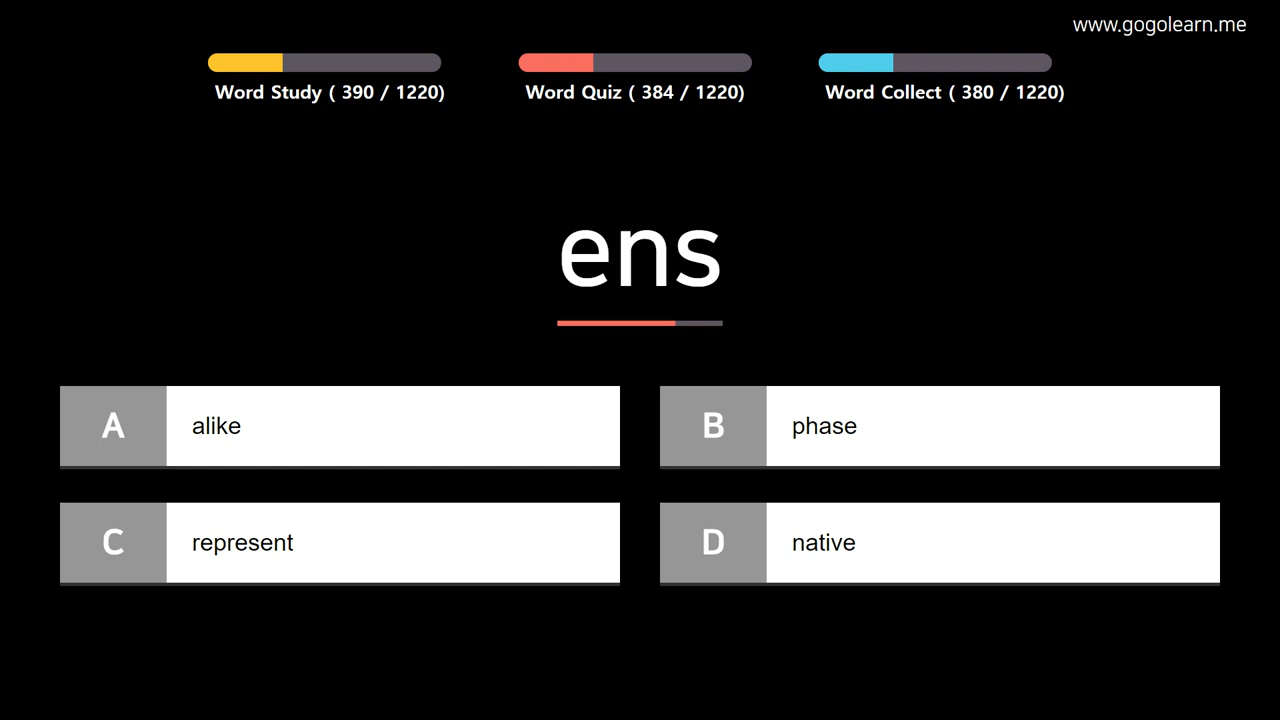 www.gogolearn.me
Word Study ( 390 / 1220)
Word Quiz ( 384 / 1220)
Word Collect ( 380 / 1220)
ens
A alike
B phase
C represent
D native